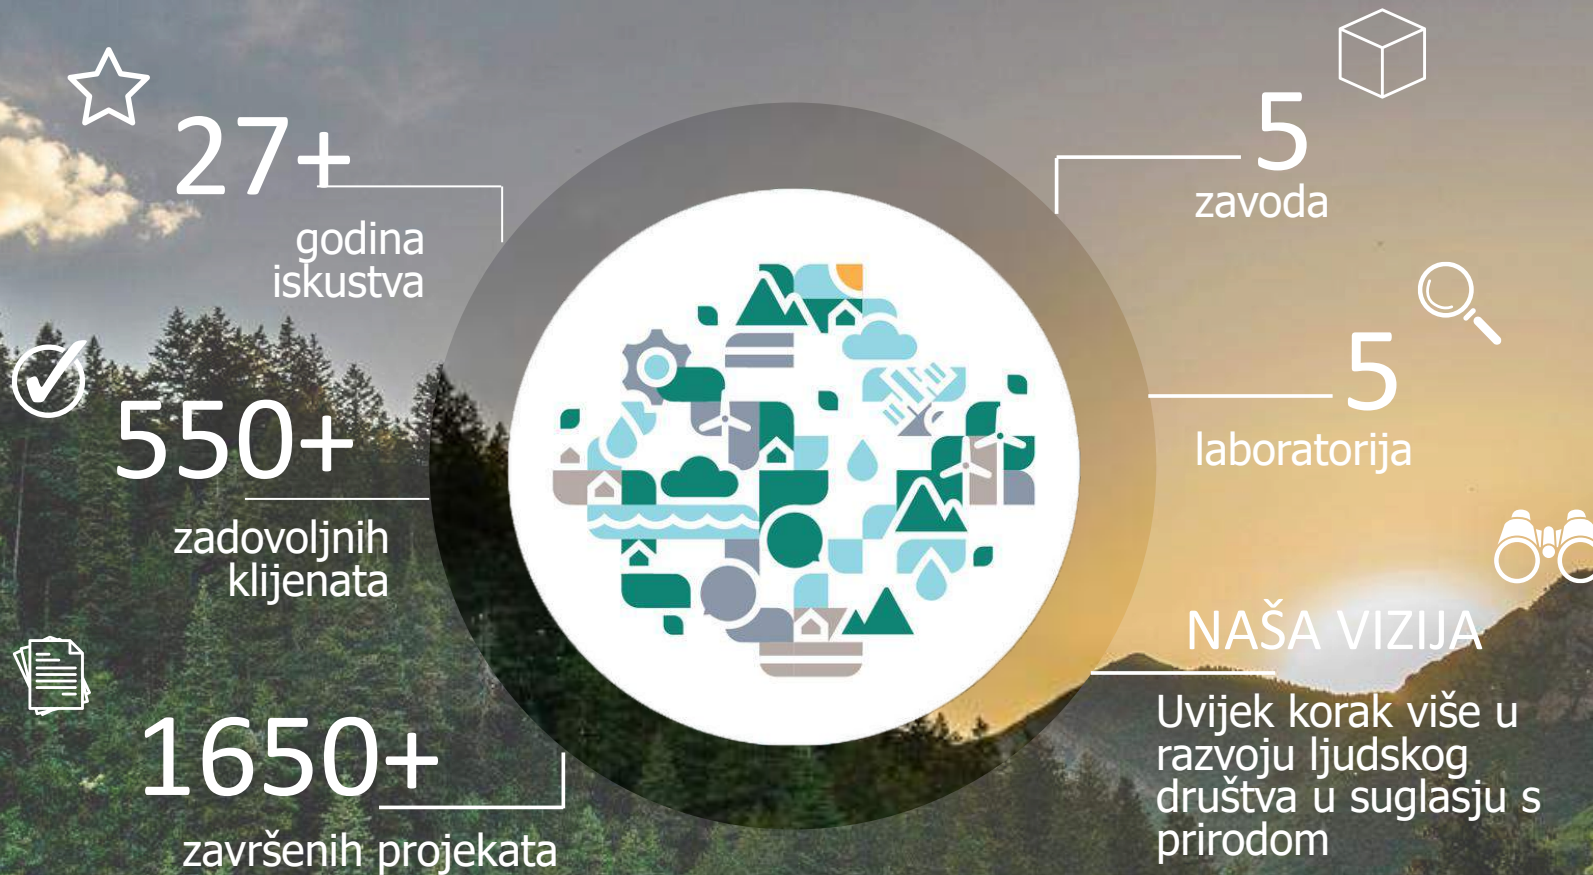 27+
godina
iskustva
550+
zadovoljnih
klijenata
1650+
završenih projekata
5
zavoda
5
laboratorija
NAŠA VIZIJA
Uvijek korak više u
razvoju ljudskog
društva u suglasju s
prirodom